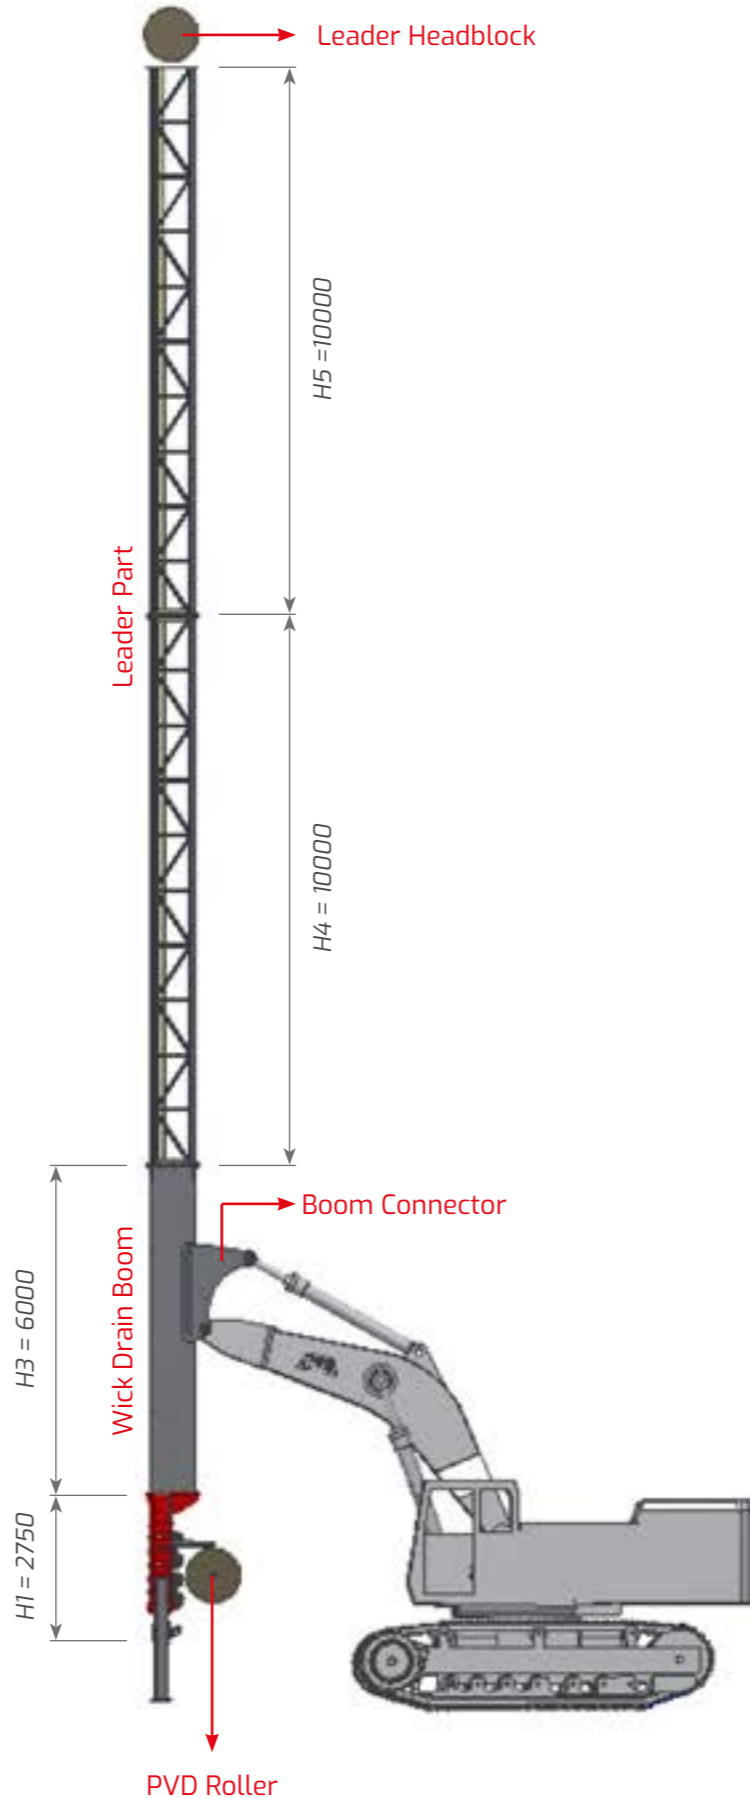 Leader Headblock
H5 =10000
Leader Part
H4 = 10000
Boom Connector
Wick Drain Boom
H3 = 6000
H1 = 2750
PVD Roller